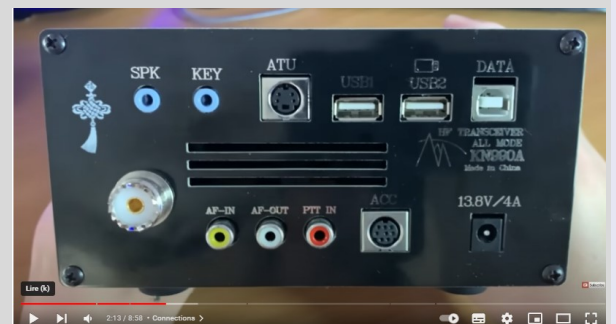 SPK
KEY
ATU
USB1
USB2
DATA
HF TRANSCEIVER
ALL MODE
KN990A
Made in China
AF-IN
AF-OUT
PTT IN
ACC
13.8V/4A
Lire (k)
2:13 / 8:58 • Connections >